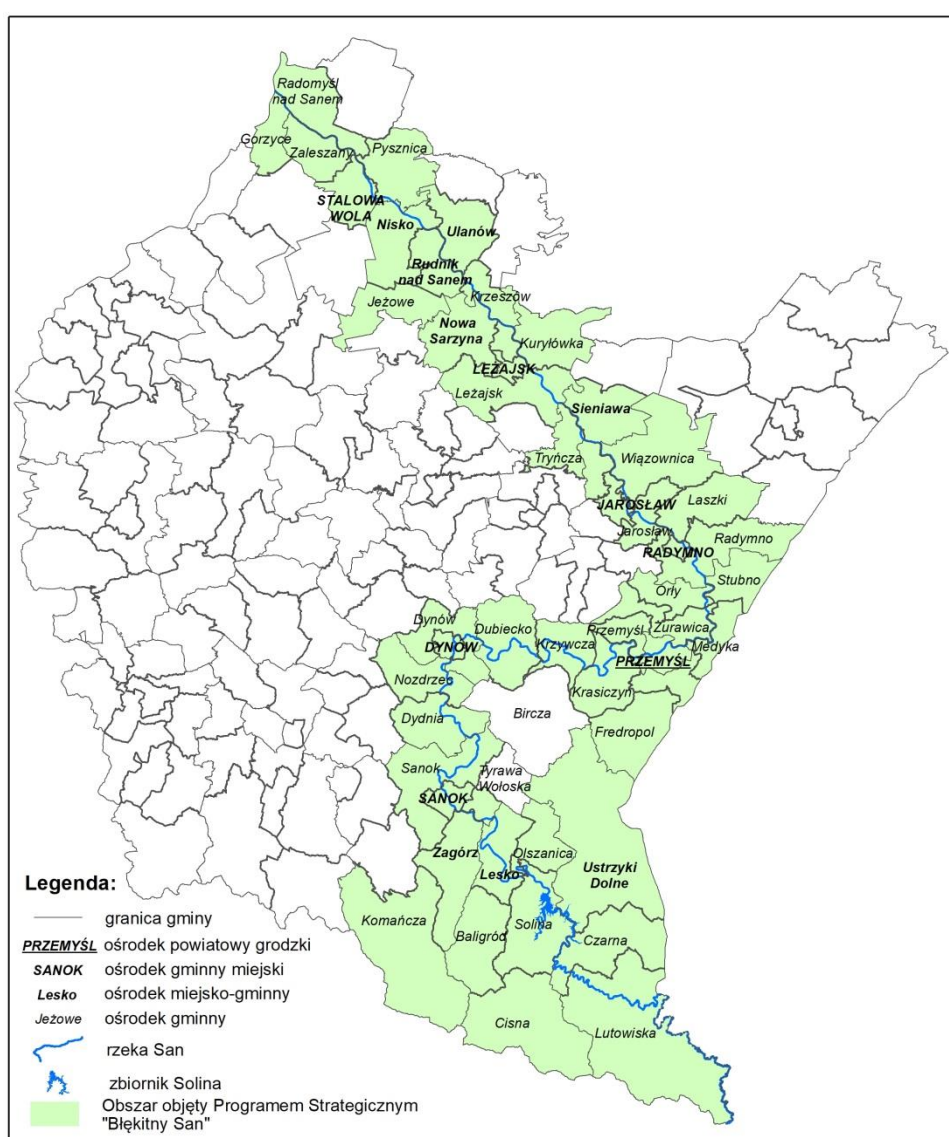 Radomyśl
nad Sanem
Gorzyce
Zaleszany
Pysznica
STALOWA
WOLA
Nisko
Ulanów
Rudnik
nad Sanem
Krzeszów
Jeżowe
Nowa
Sarzyna
Kuryłówka
LEŻAJSK
Leżajsk
Sieniawa
Tryńcza
Wiązownica
Laszki
JAROSŁAW
Jarosław
Radymno
RADYMNO
Stubno
Orły
Dynów
Dubiecko
Przemyśl
Żurawica
DYNÓW
Krzywcza
Medyka
PRZEMYŚL
Nozdrzec
Krasiczyn
Bircza
Dydnia
Fredropol
Sanok
Tyrawa
Wołoska
SANOK
Zagórz
Olszanica
Lesko
Ustrzyki
Dolne
Komańcza
Baligród
Solina
Czarna
Cisna
Lutowiska
Legenda:
granica gminy
PRZEMYŚL ośrodek powiatowy grodzki
SANOK ośrodek gminny miejski
Lesko ośrodek miejsko-gminny
Jeżowe ośrodek gminny
rzeka San
zbiornik Solina
Obszar objęty Programem Strategicznym
"Błękitny San"